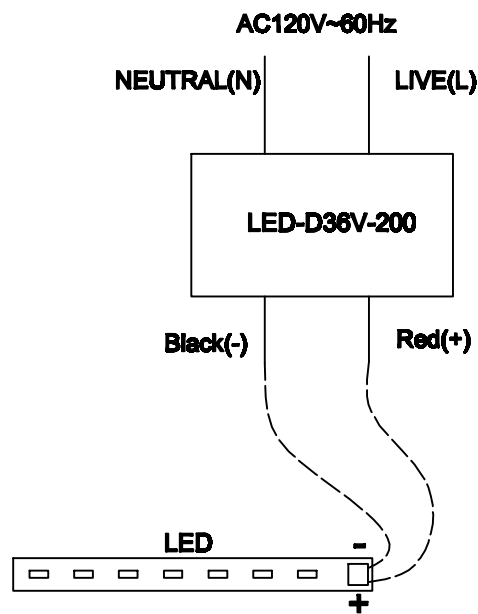 AC120V~60Hz
NEUTRAL(N)
LIVE(L)
LED-D36V-200
Black(-)
Red(+)
LED
-
+